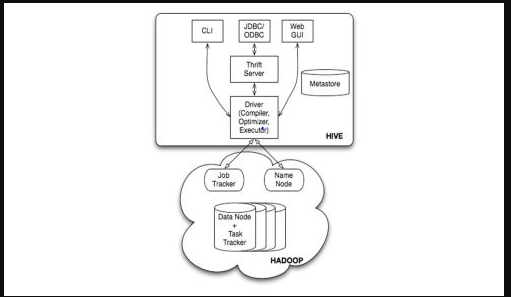 CLI
JDBC/
ODBC
Web
GUI
Thrift
Server
Metastore
Driver
(Compiler,
Optimizer,
Executor)
HIVE
Job
Tracker
Name
Node
Data Node
+
Task
Tracker
HADOOP